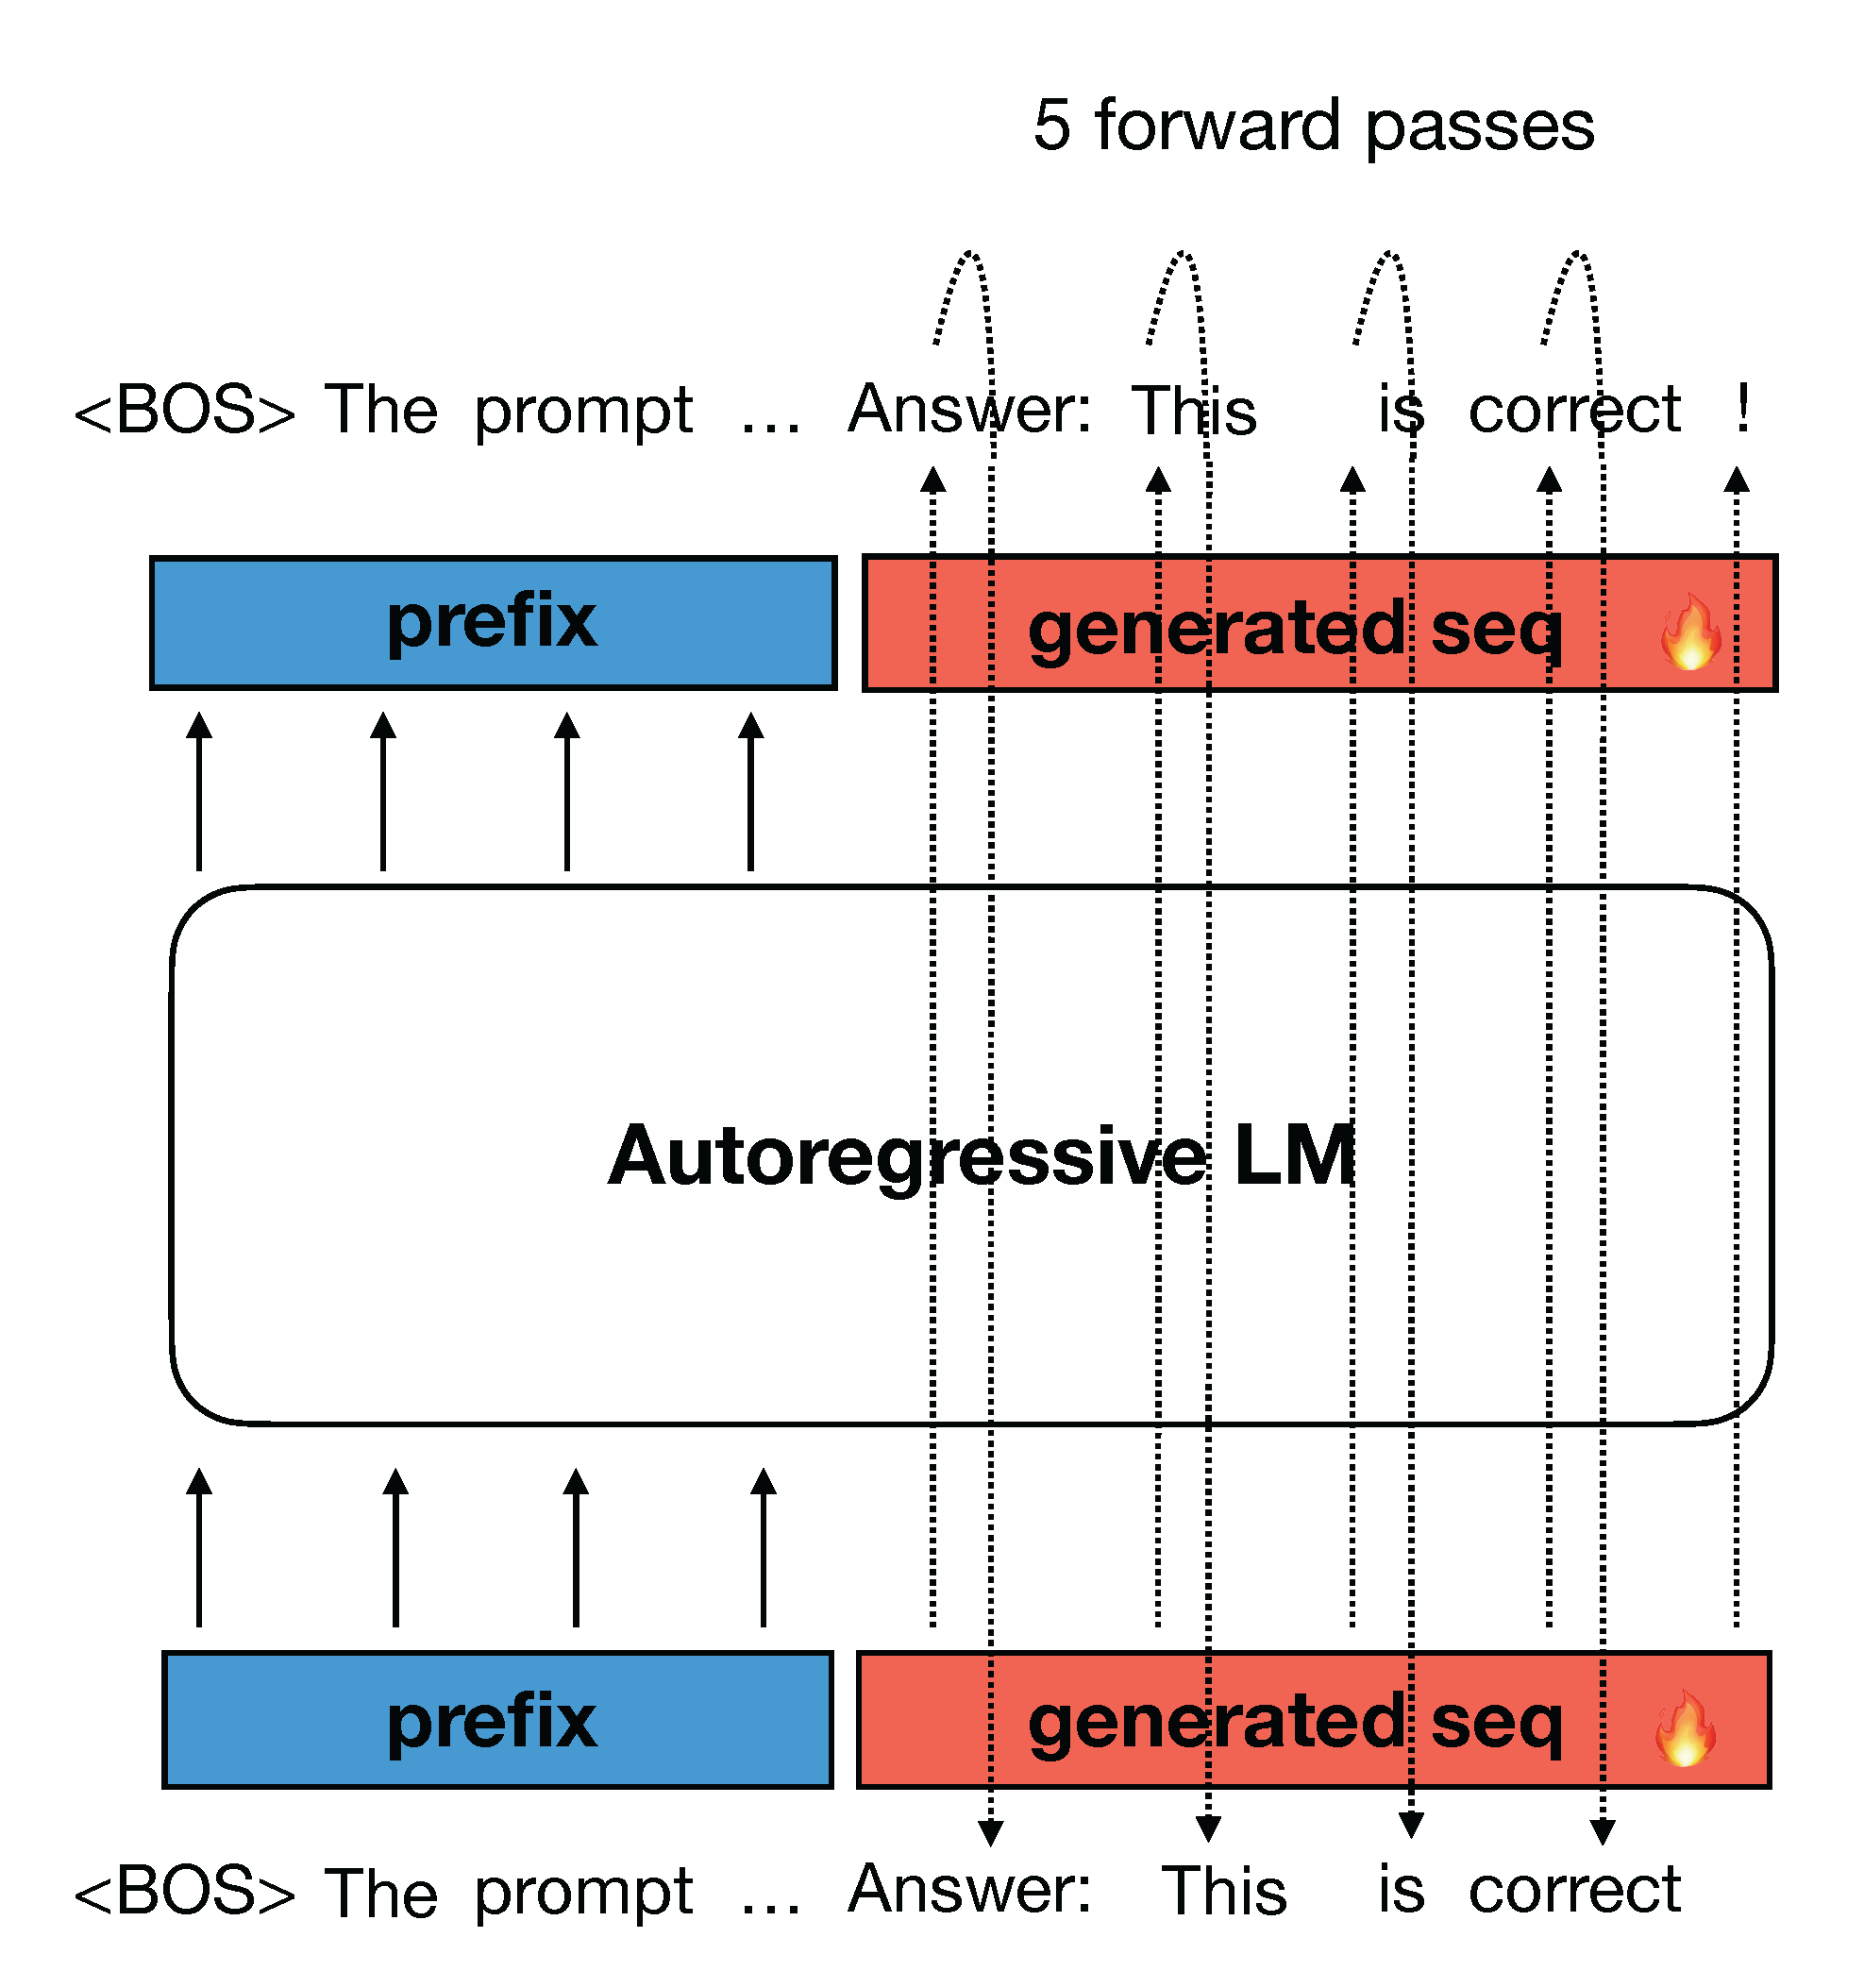 5 forward passes
<BOS> The prompt ... Answer: This is correct !
prefix generated seq
Autoregressive LM
prefix generated seq
<BOS> The prompt ... Answer: This is correct